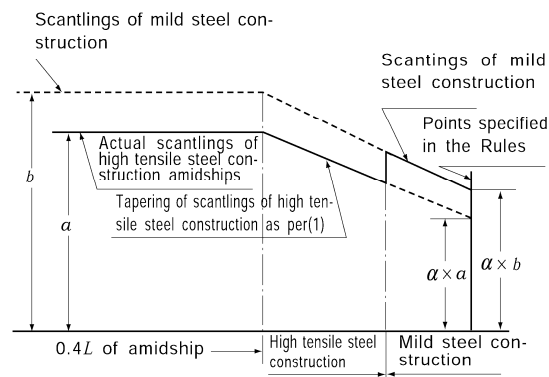 Scantlings of mild steel con-
struction
Scantings of mild
steel construction
Points specified
in the Rules
Actual scantlings of
high tensile steel con-
struction amidships
Tapering of scantlings of high ten-
sile steel construction as per(1)
b
a
α × a
α × b
0.4L of amidship
High tensile steel
construction
Mild steel con-
struction